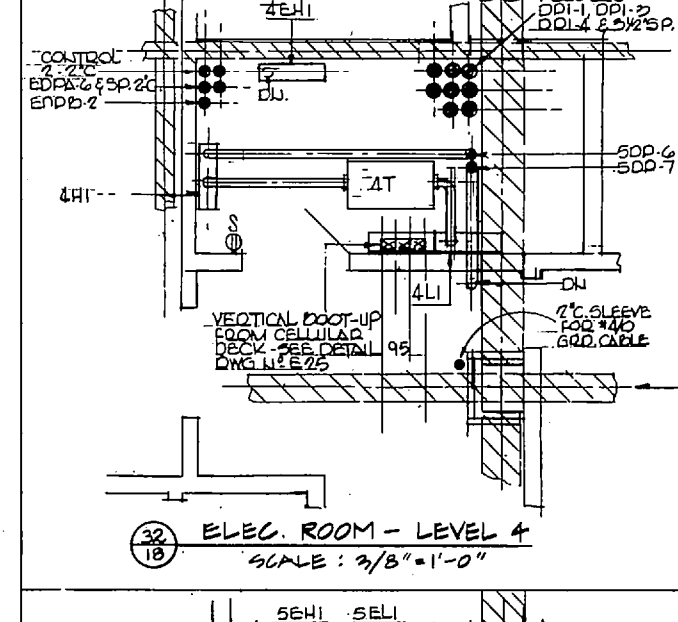 4EH1
DP1-1, DP1-3
DP1-4 & 3½"SP.
CONTROL
2-2"C
EDPA-6 & SP. 2"C
DN.
5DP-6
5DP-7
4H1
4T
S
4L1
DN
VERTICAL BOOT-UP
FROM CELLULAR
DECK-SEE DETAIL
DWG Nº E25
95
2"C. SLEEVE
FOR #4/0
GRD. CABLE
32
18
ELEC. ROOM - LEVEL 4
SCALE : 3/8" = 1'-0"
5EH1 5EL1